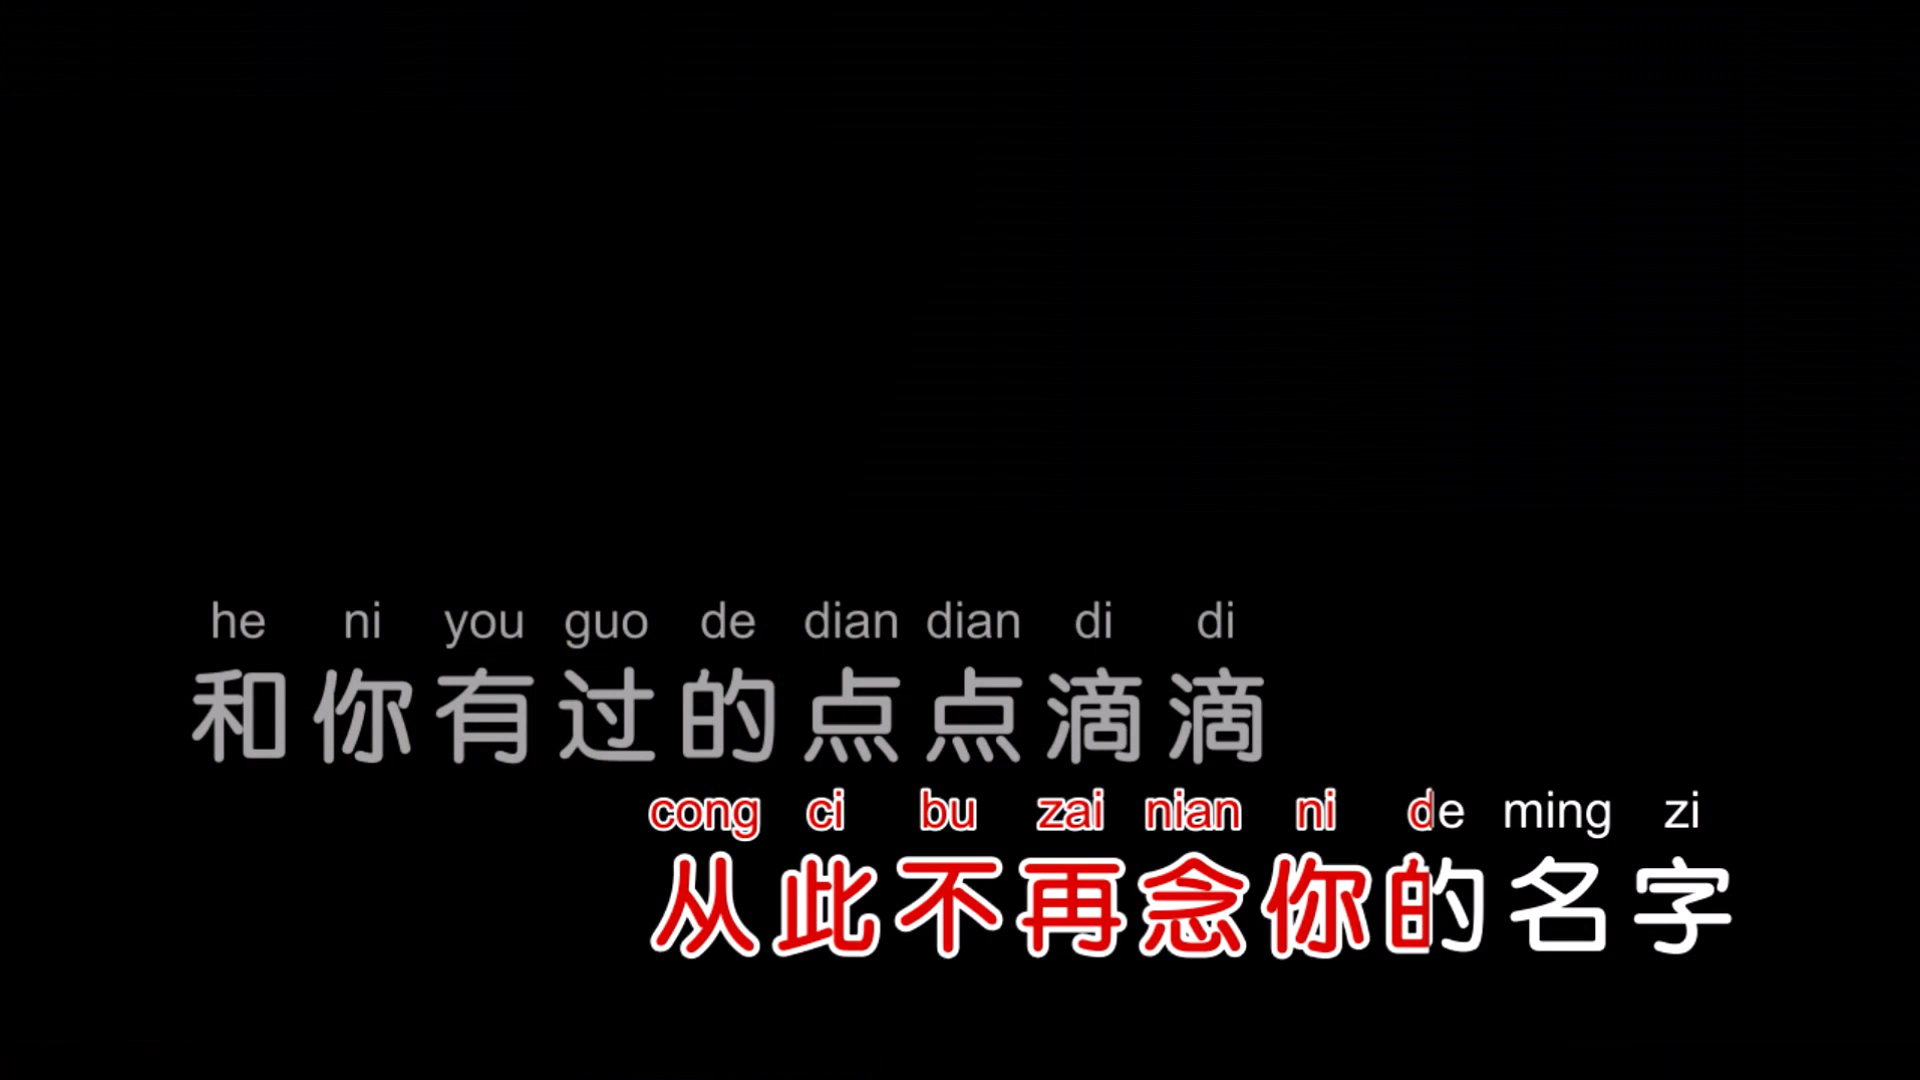 he ni you guo de dian dian di di
和你有过的点点滴滴
cong ci bu zai nian ni de ming zi
从此不再念你的名字